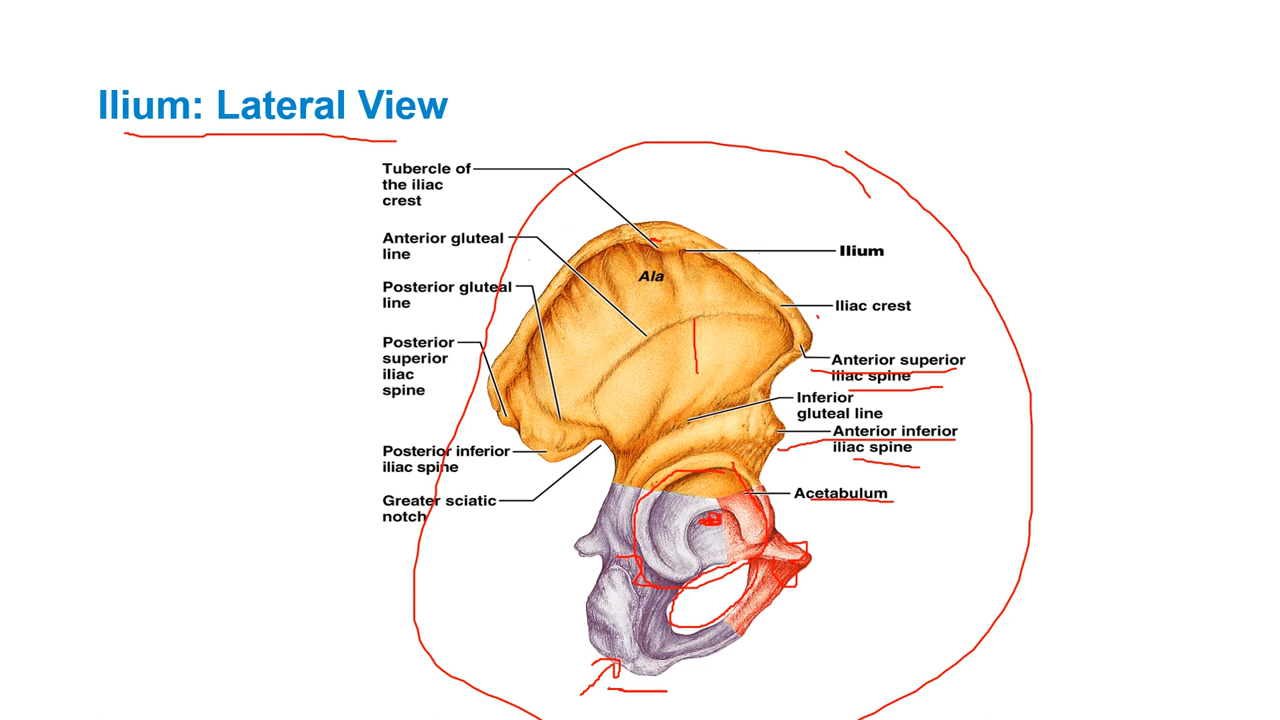 Ilium: Lateral View
Tubercle of
the iliac
crest
Anterior gluteal
line
Posterior gluteal
line
Posterior
superior
iliac
spine
Posterior inferior
iliac spine
Greater sciatic
notch
Ala
Ilium
Iliac crest
Anterior superior
iliac spine
Inferior
gluteal line
Anterior inferior
iliac spine
Acetabulum